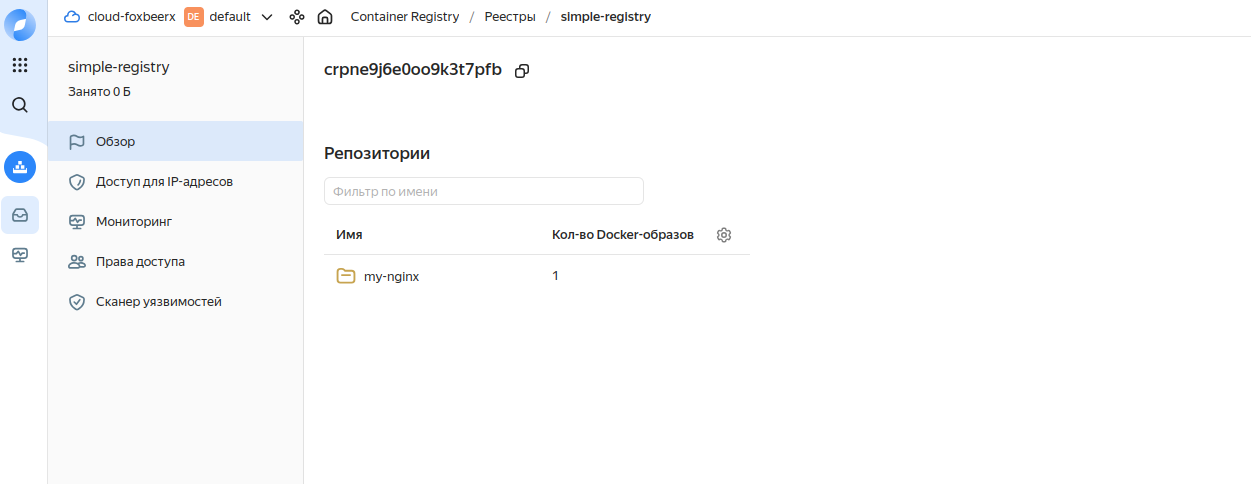 cloud-foxbeerx DE default Container Registry / Реестры / simple-registry
simple-registry
Занято 0 Б
Обзор
Доступ для IP-адресов
Мониторинг
Права доступа
Сканер уязвимостей
crpne9j6e0oo9k3t7pfb
Репозитории
Фильтр по имени
Имя Кол-во Docker-образов
my-nginx 1